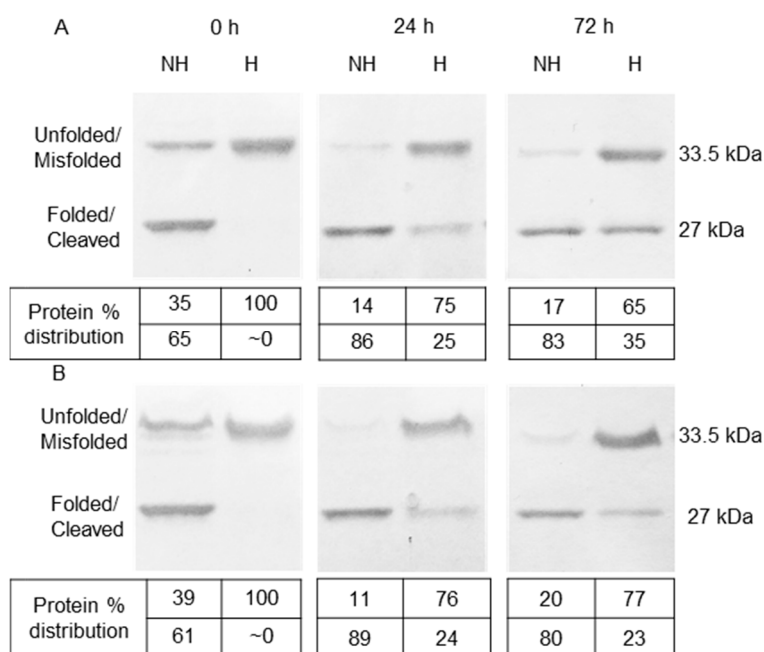 A 0 h 24 h 72 h
NH H NH H NH H
Unfolded/
Misfolded
33.5 kDa
Folded/
Cleaved
27 kDa
Protein %
distribution
35 100 14 75 17 65
65 ~0 86 25 83 35
B
Unfolded/
Misfolded
33.5 kDa
Folded/
Cleaved
27 kDa
Protein %
distribution
39 100 11 76 20 77
61 ~0 89 24 80 23